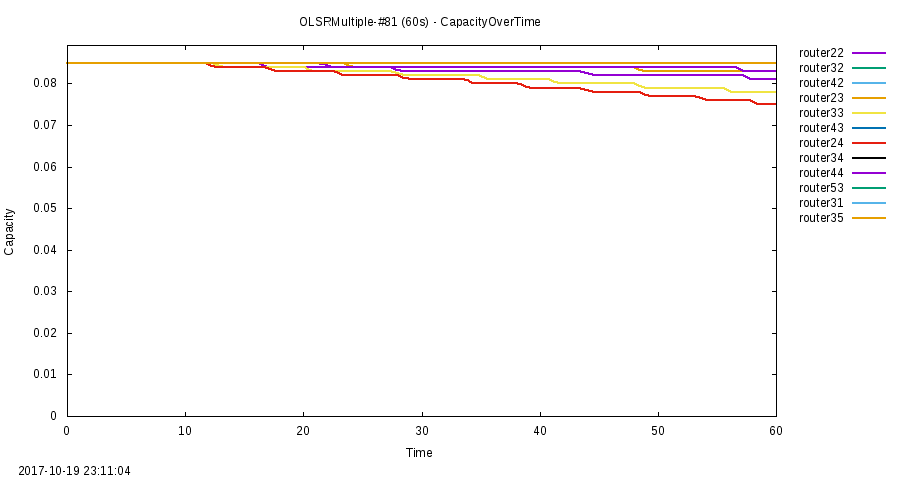 OLSRMultiple-#81 (60s) - CapacityOverTime
router22
router32
router42
router23
router33
router43
router24
router34
router44
router53
router31
router35
0.08
0.07
0.06
0.05
0.04
0.03
0.02
0.01
0
Capacity
0 10 20 30 40 50 60
Time
2017-10-19 23:11:04